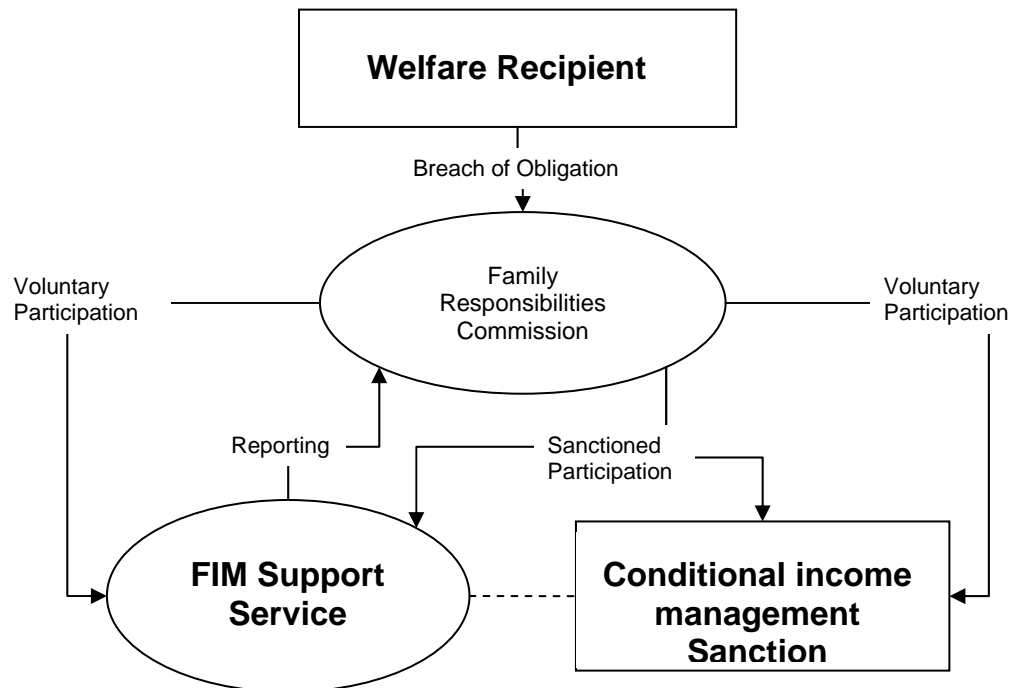 Welfare Recipient
Breach of Obligation
Family
Responsibilities
Commission
Voluntary
Participation
Voluntary
Participation
Reporting
Sanctioned
Participation
FIM Support
Service
Conditional income
management
Sanction